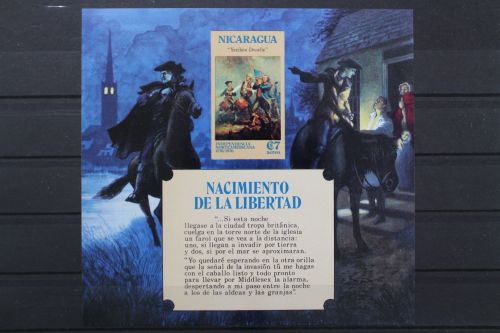 NICARAGUA
"Yankee Doodle"
INDEPENDENCIA
NORTEAMERICANA
1776/1976
₡7
NACIMIENTO
DE LA LIBERTAD
"...Si esta noche
llegase a la ciudad tropa británica,
cuelga en la torre norte de la iglesia
un farol que se vea a la distancia:
uno, si llegan a invadir por tierra
y dos, si por el mar se aproximaran.
"Yo quedaré esperando en la otra orilla
que la señal de la invasión tú me hagas
con el caballo listo y todo pronto
para llevar por Middlesex la alarma,
despertando a mi paso entre la noche
a los de las aldeas y las granjas".